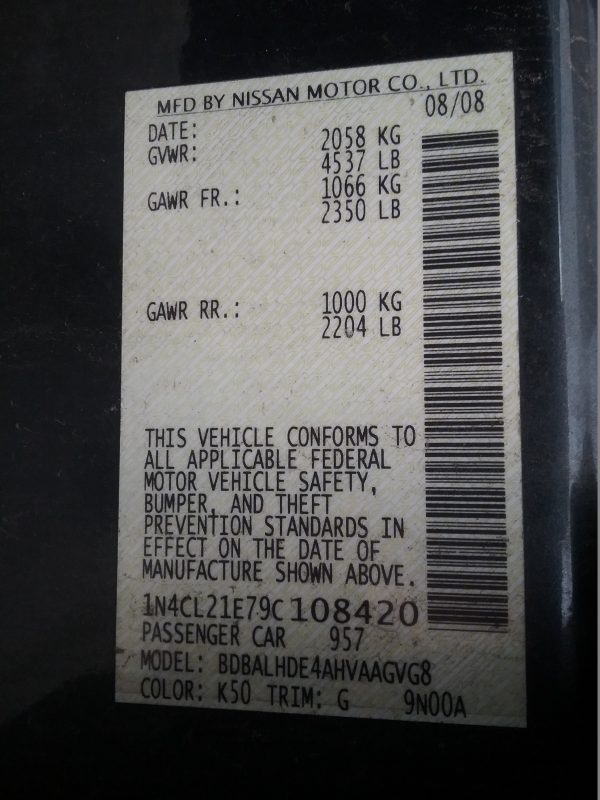 MFD BY NISSAN MOTOR CO., LTD.
DATE: 08/08
GVWR: 2058 KG
4537 LB
GAWR FR.: 1066 KG
2350 LB
GAWR RR.: 1000 KG
2204 LB
THIS VEHICLE CONFORMS TO
ALL APPLICABLE FEDERAL
MOTOR VEHICLE SAFETY,
BUMPER, AND THEFT
PREVENTION STANDARDS IN
EFFECT ON THE DATE OF
MANUFACTURE SHOWN ABOVE.
1N4CL21E79C108420
PASSENGER CAR 957
MODEL: BDBALHDE4AHVAAGVG8
COLOR: K50 TRIM: G 9N00A